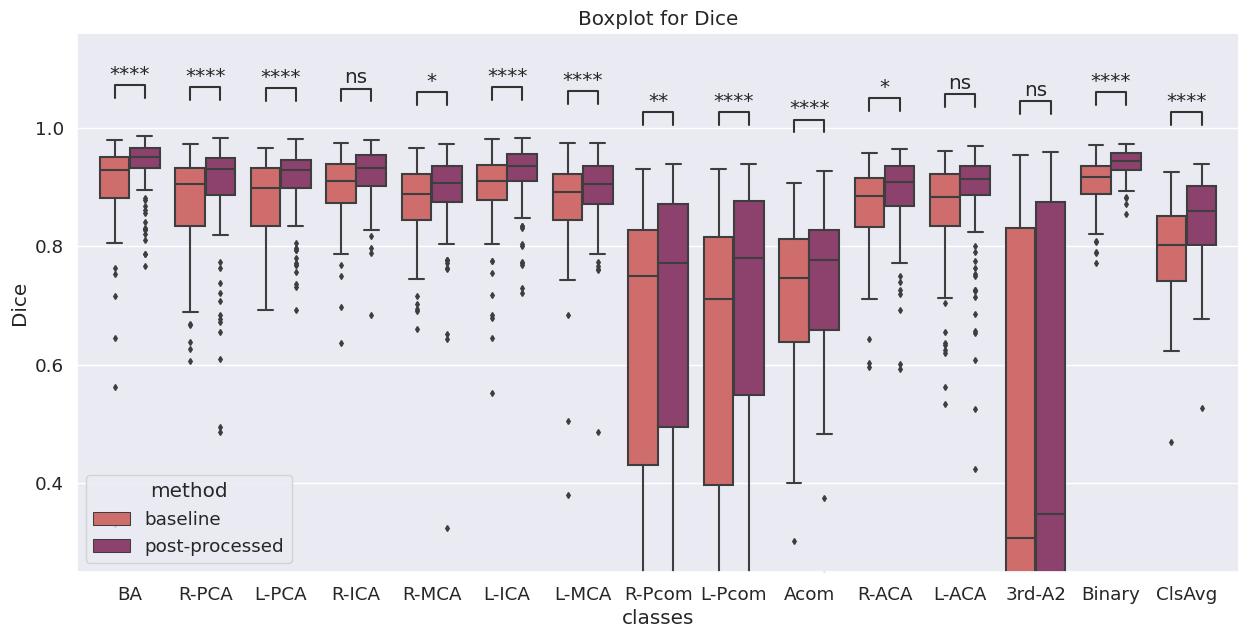 Boxplot for Dice
**** **** **** ns * **** **** ** **** **** * ns ns **** ****
1.0
0.8
0.6
0.4
Dice
method
baseline
post-processed
BA R-PCA L-PCA R-ICA R-MCA L-ICA L-MCA R-Pcom L-Pcom Acom R-ACA L-ACA 3rd-A2 Binary ClsAvg
classes